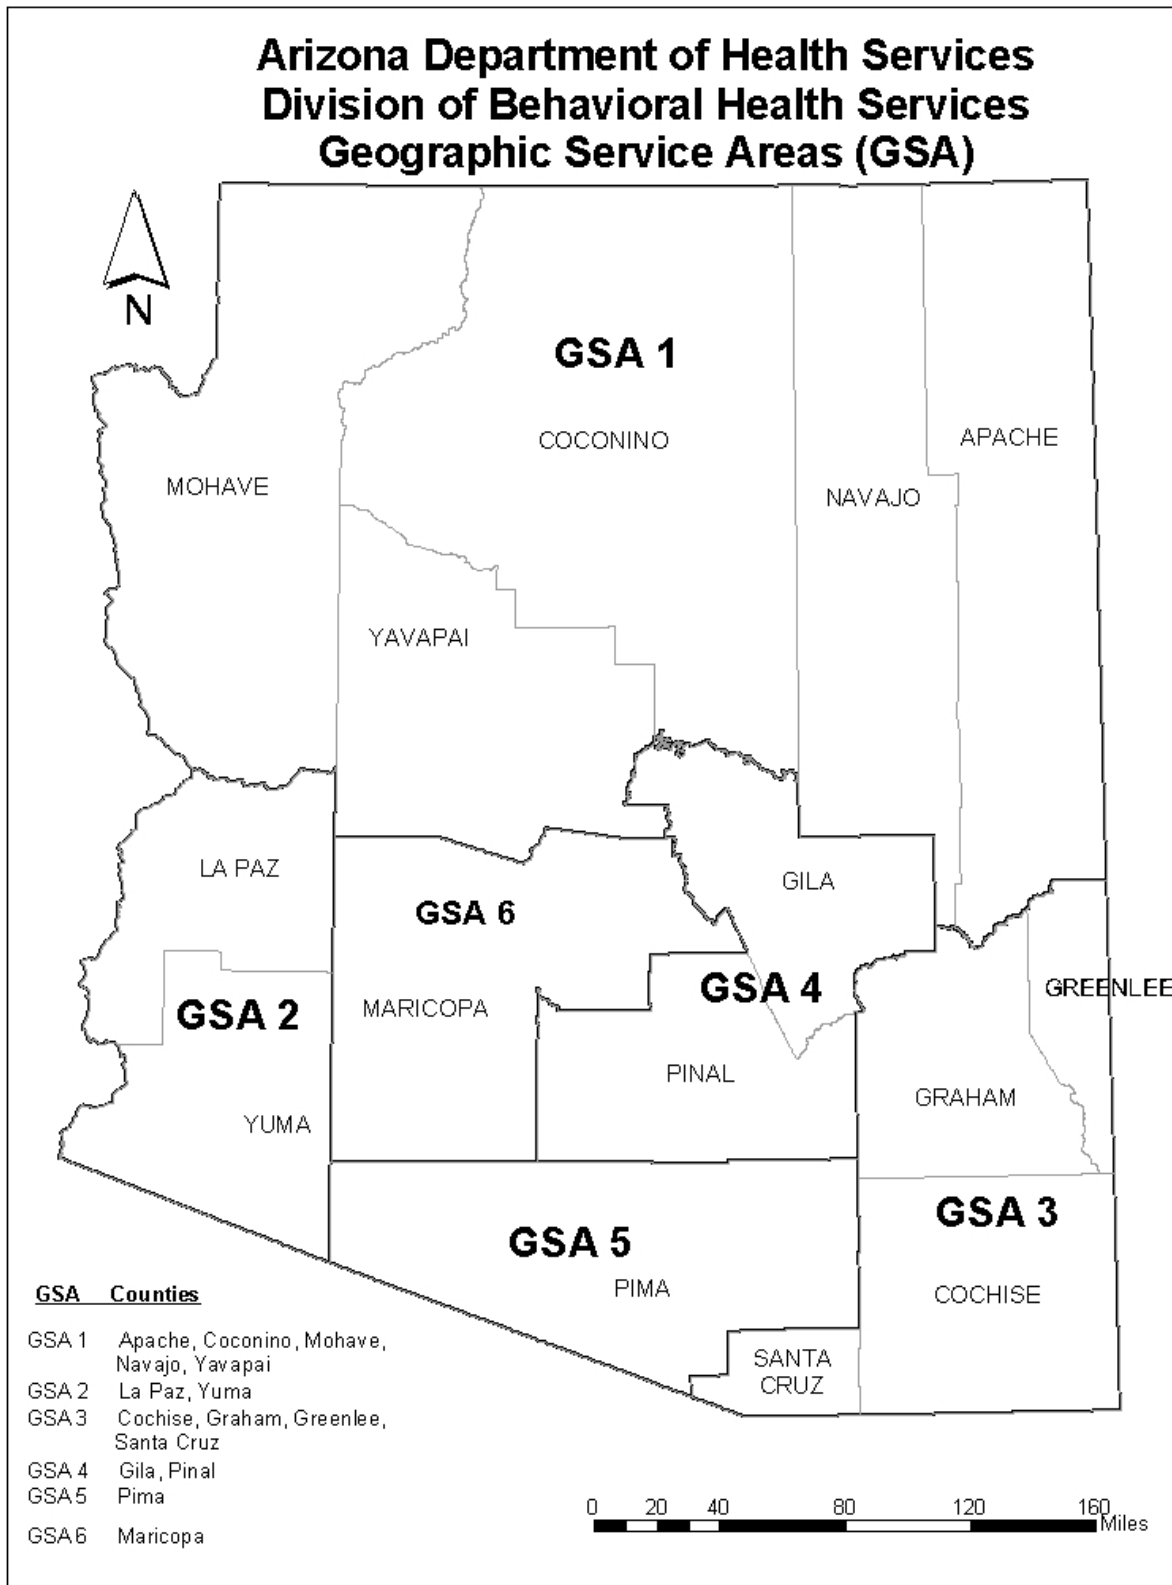 Arizona Department of Health Services
Division of Behavioral Health Services
Geographic Service Areas (GSA)
N
GSA 1
COCONINO
APACHE
MOHAVE
NAVAJO
YAVAPAI
LA PAZ
GILA
GSA 6
GSA 4
GREENLEE
GSA 2
MARICOPA
PINAL
GRAHAM
YUMA
GSA 3
GSA 5
PIMA
COCHISE
SANTA
CRUZ
GSA Counties
GSA 1 Apache, Coconino, Mohave,
Navajo, Yavapai
GSA 2 La Paz, Yuma
GSA 3 Cochise, Graham, Greenlee,
Santa Cruz
GSA 4 Gila, Pinal
GSA 5 Pima
GSA 6 Maricopa
0 20 40 80 120 160
Miles